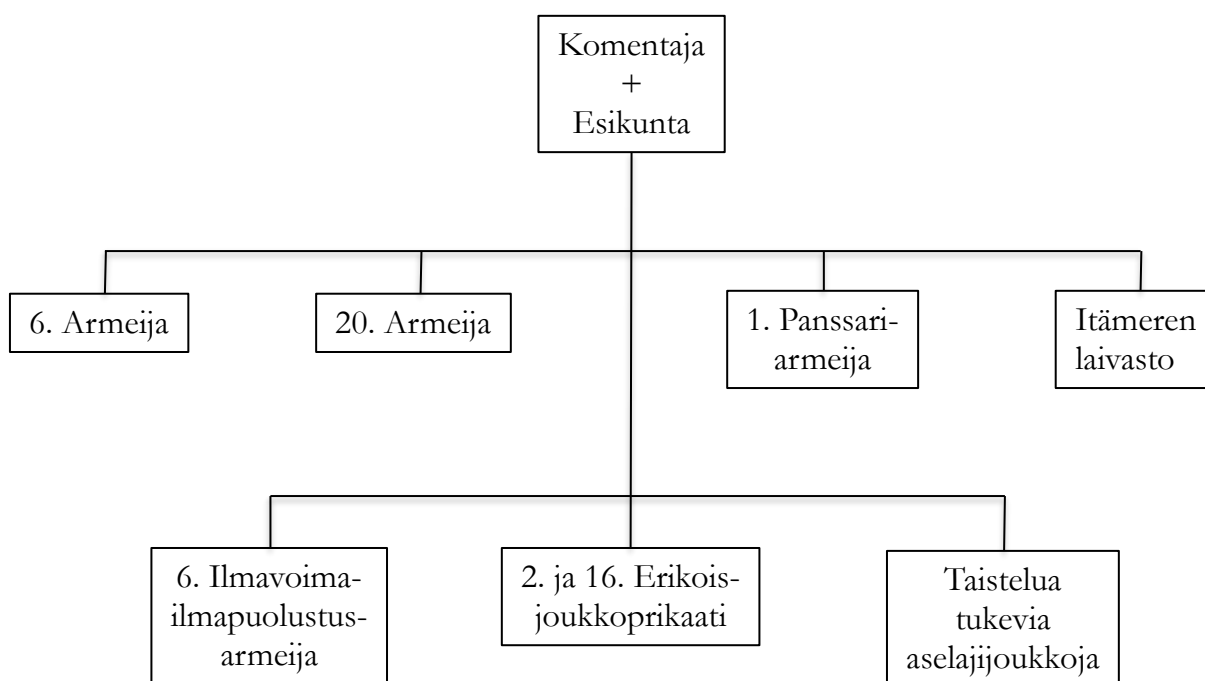 Komentaja
+
Esikunta
6. Armeija
20. Armeija
1. Panssari-
armeija
Itämeren
laivasto
6. Ilmavoima-
ilmapuolustus-
armeija
2. ja 16. Erikois-
joukkoprikaati
Taistelua
tukevia
aselajijoukkoja